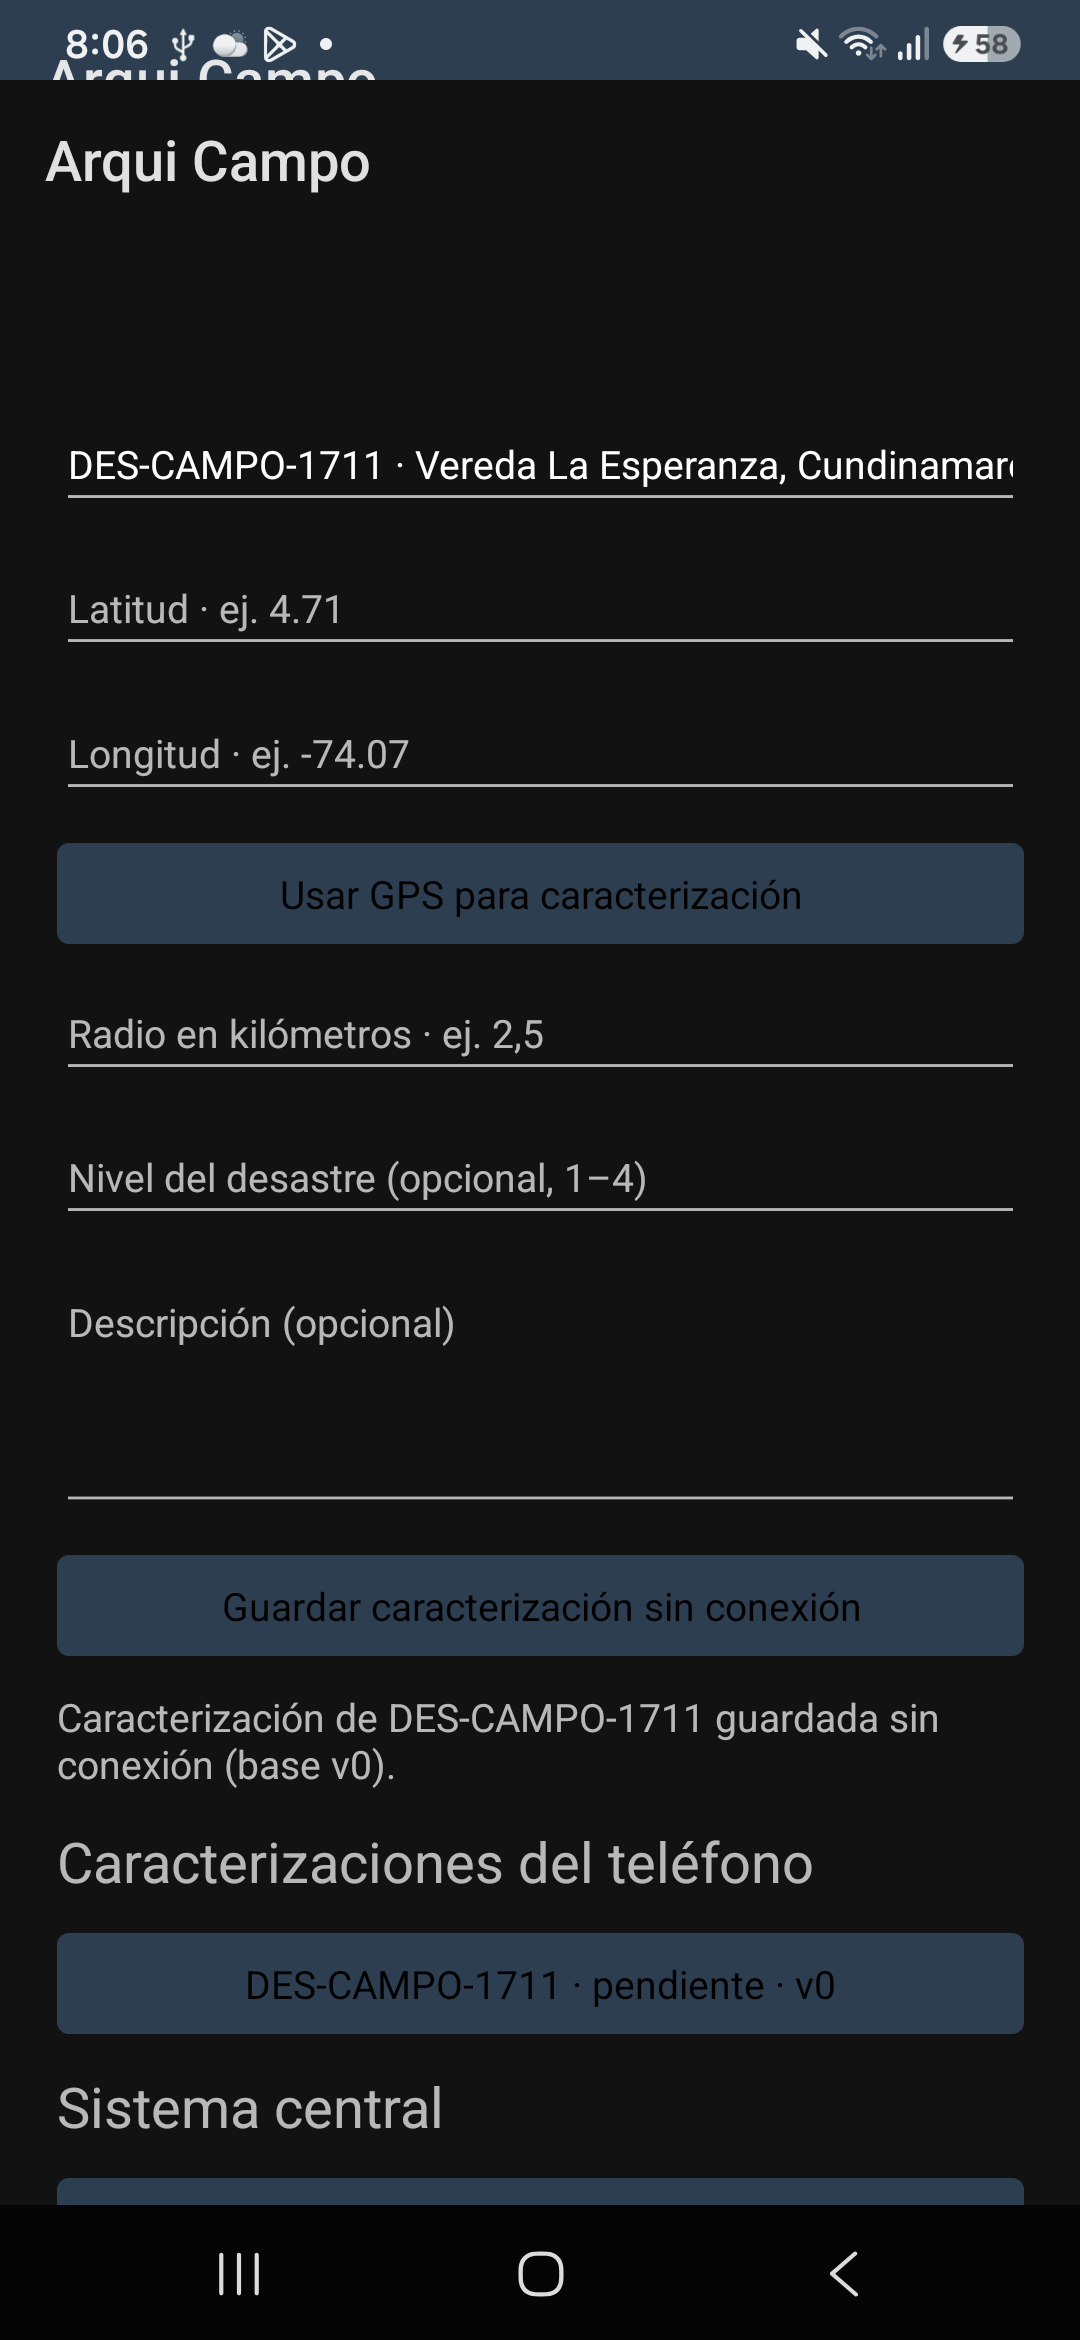 8:06
58
Arqui Campo
Arqui Campo
DES-CAMPO-1711 · Vereda La Esperanza,
Latitud · ej. 4.71
Longitud · ej. -74.07
Usar GPS para caracterización
Radio en kilómetros · ej. 2,5
Nivel del desastre (opcional, 1–4)
Descripción (opcional)
Guardar caracterización sin conexión
Caracterización de DES-CAMPO-1711 guardada sin
conexión (base v0).
Caracterizaciones del teléfono
DES-CAMPO-1711 · pendiente · v0
Sistema central